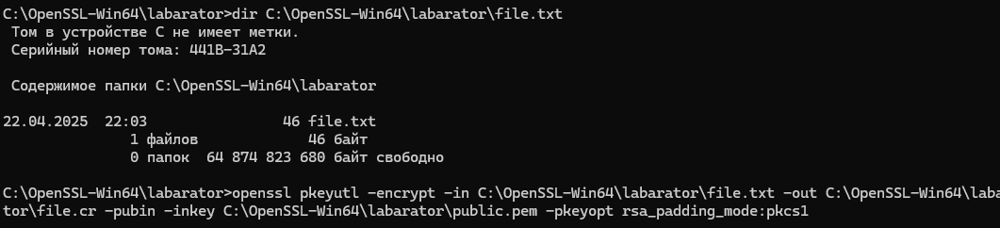 C:\OpenSSL-Win64\labarator>dir C:\OpenSSL-Win64\labarator\file.txt
Том в устройстве C не имеет метки.
Серийный номер тома: 441B-31A2
Содержимое папки C:\OpenSSL-Win64\labarator
22.04.2025  22:03                46 file.txt
1 файлов             46 байт
0 папок  64 874 823 680 байт свободно
C:\OpenSSL-Win64\labarator>openssl pkeyutl -encrypt -in C:\OpenSSL-Win64\labarator\file.txt -out C:\OpenSSL-Win64\laba
tor\file.cr -pubin -inkey C:\OpenSSL-Win64\labarator\public.pem -pkeyopt rsa_padding_mode:pkcs1